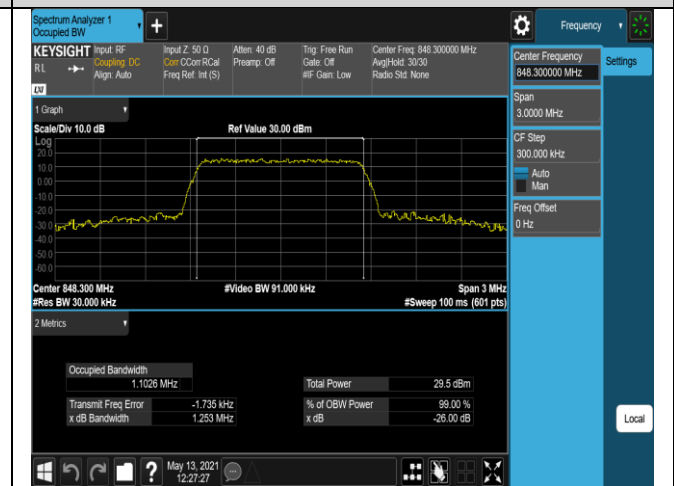 Spectrum Analyzer 1
Occupied BW
Frequency
KEYSIGHT
RL
LXI
Input: RF
Coupling: DC
Align: Auto
Input Z: 50 Ω
Corr CCorr RCal
Freq Ref: Int (S)
Atten: 40 dB
Preamp: Off
Trig: Free Run
Gate: Off
#IF Gain: Low
Center Freq: 848.300000 MHz
Avg|Hold: 30/30
Radio Std: None
Center Frequency
848.300000 MHz
Settings
Span
3.0000 MHz
CF Step
300.000 kHz
Auto
Man
Freq Offset
0 Hz
1 Graph
Scale/Div 10.0 dB
Ref Value 30.00 dBm
Log
20.0
10.0
0.00
-10.0
-20.0
-30.0
-40.0
-50.0
-60.0
Center 848.300 MHz
#Video BW 91.000 kHz
Span 3 MHz
#Res BW 30.000 kHz
#Sweep 100 ms (601 pts)
2 Metrics
Occupied Bandwidth
1.1026 MHz
Total Power 29.5 dBm
Transmit Freq Error -1.735 kHz
% of OBW Power 99.00 %
x dB Bandwidth 1.253 MHz
x dB -26.00 dB
Local
May 13, 2021
12:27:27